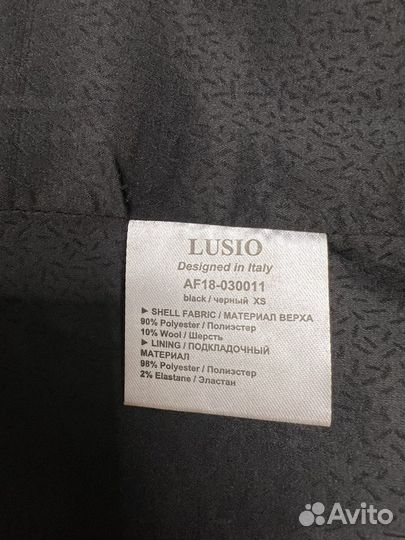 LUSIO
Designed in Italy
AF18-030011
black / черный XS
► SHELL FABRIC / МАТЕРИАЛ ВЕРХА
90% Polyester / Полиэстер
10% Wool / Шерсть
► LINING / ПОДКЛАДОЧНЫЙ
МАТЕРИАЛ
98% Polyester / Полиэстер
2% Elastane / Эластан
Avito